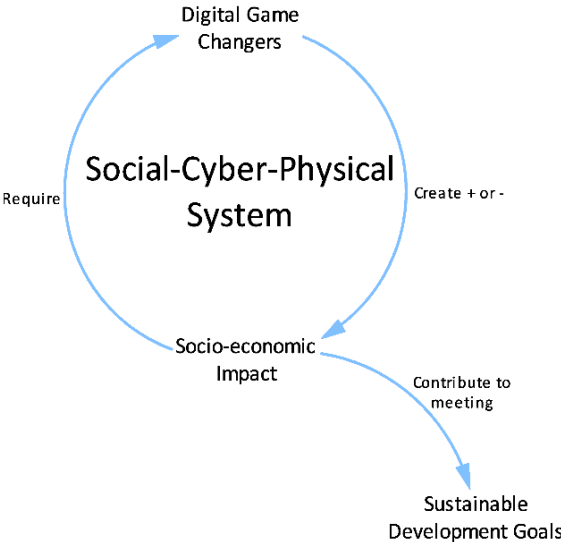 Digital Game
Changers
Social-Cyber-Physical
System
Require
Create + or -
Socio-economic
Impact
Contribute to
meeting
Sustainable
Development Goals